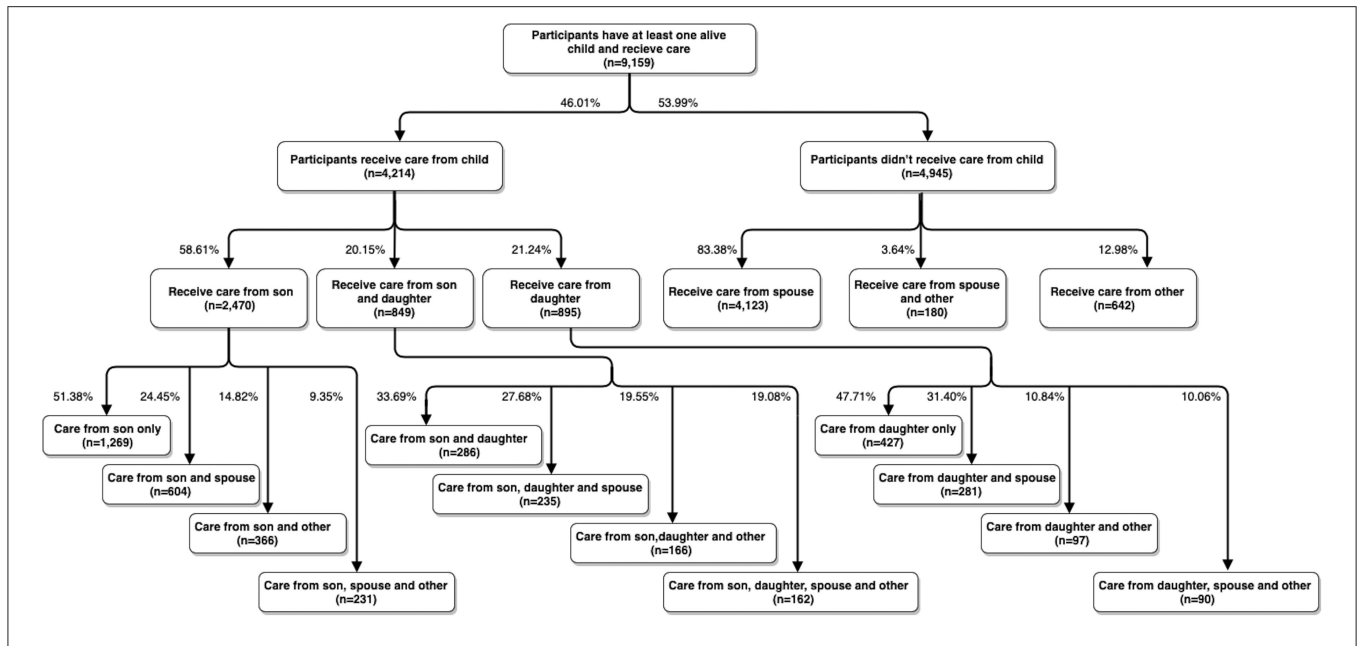 Participants have at least one alive
child and recieve care
(n=9,159)
46.01%
53.99%
Participants receive care from child
(n=4,214)
Participants didn't receive care from child
(n=4,945)
58.61%
20.15%
21.24%
83.38%
3.64%
12.98%
Receive care from son
(n=2,470)
Receive care from son
and daughter
(n=849)
Receive care from
daughter
(n=895)
Receive care from spouse
(n=4,123)
Receive care from spouse
and other
(n=180)
Receive care from other
(n=642)
51.38%
24.45%
14.82%
9.35%
33.69%
27.68%
19.55%
19.08%
47.71%
31.40%
10.84%
10.06%
Care from son only
(n=1,269)
Care from son and spouse
(n=604)
Care from son and other
(n=366)
Care from son, spouse and other
(n=231)
Care from son and daughter
(n=286)
Care from son, daughter and spouse
(n=235)
Care from son,daughter and other
(n=166)
Care from son, daughter, spouse and other
(n=162)
Care from daughter only
(n=427)
Care from daughter and spouse
(n=281)
Care from daughter and other
(n=97)
Care from daughter, spouse and other
(n=90)